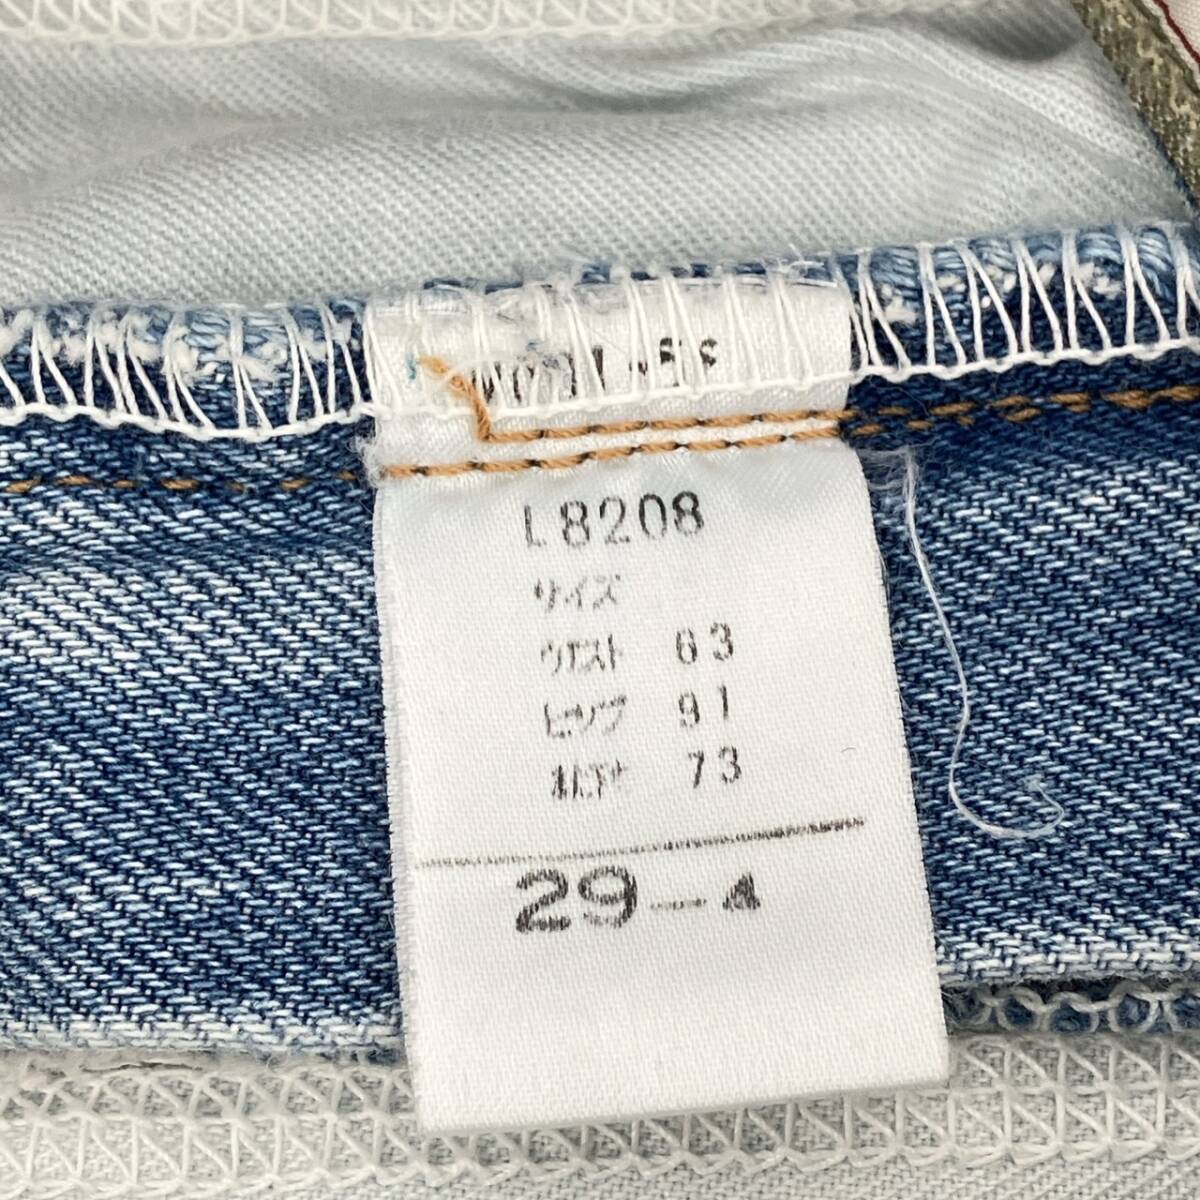 L8208
サイズ
ウエスト 63
ヒップ 91
股下 73
29-4